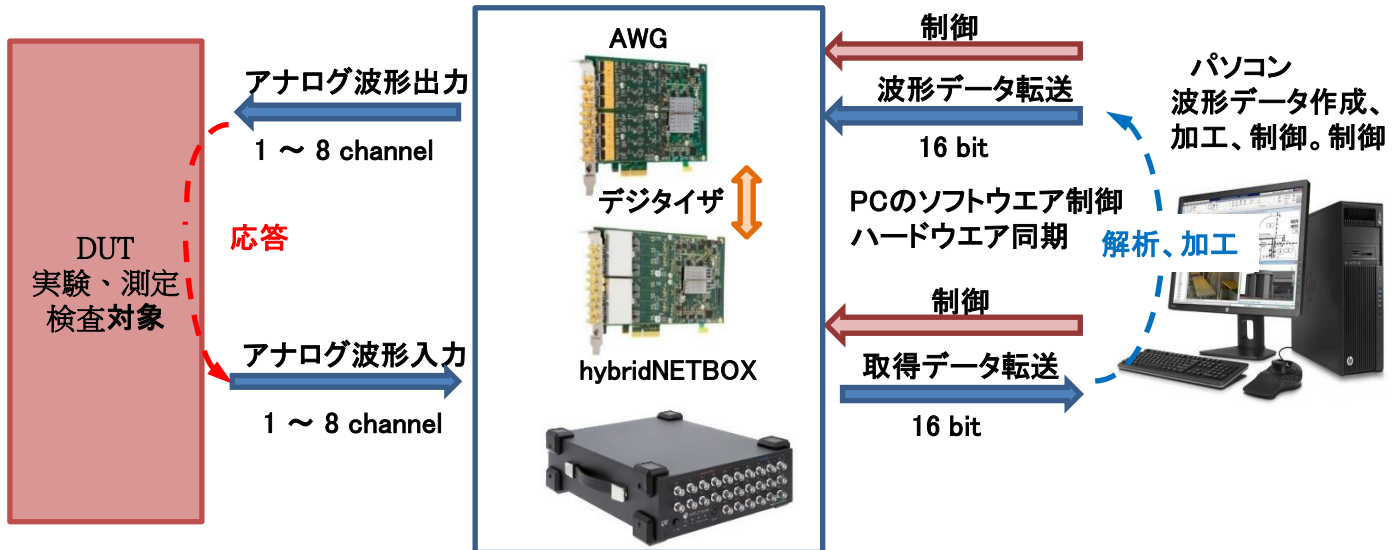 DUT
実験、測定
検査対象
アナログ波形出力
1 ～ 8 channel
応答
アナログ波形入力
1 ～ 8 channel
AWG
デジタイザ
hybridNETBOX
制御
波形データ転送
16 bit
PCのソフトウエア制御
ハードウエア同期
制御
取得データ転送
16 bit
パソコン
波形データ作成、
加工、制御。制御
解析、加工